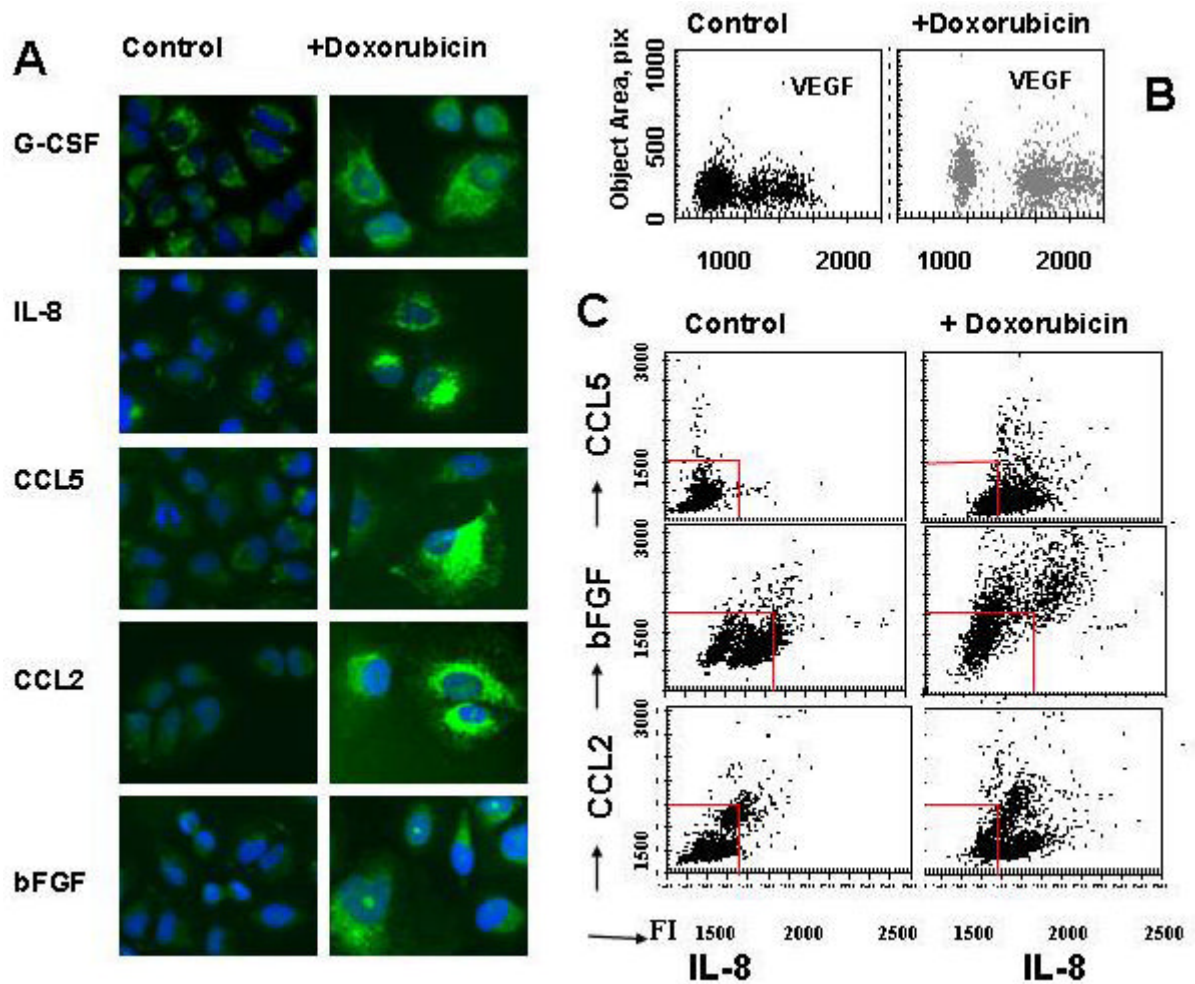 A
Control +Doxorubicin
G-CSF
IL-8
CCL5
CCL2
bFGF
Control +Doxorubicin
B
Object Area, pix
1000
500
0
VEGF VEGF
1000 2000 1000 2000
C
Control + Doxorubicin
CCL5
3000
1500
bFGF
3000
1500
CCL2
3000
1500
FI 1500 2000 2500 1500 2000 2500
IL-8 IL-8